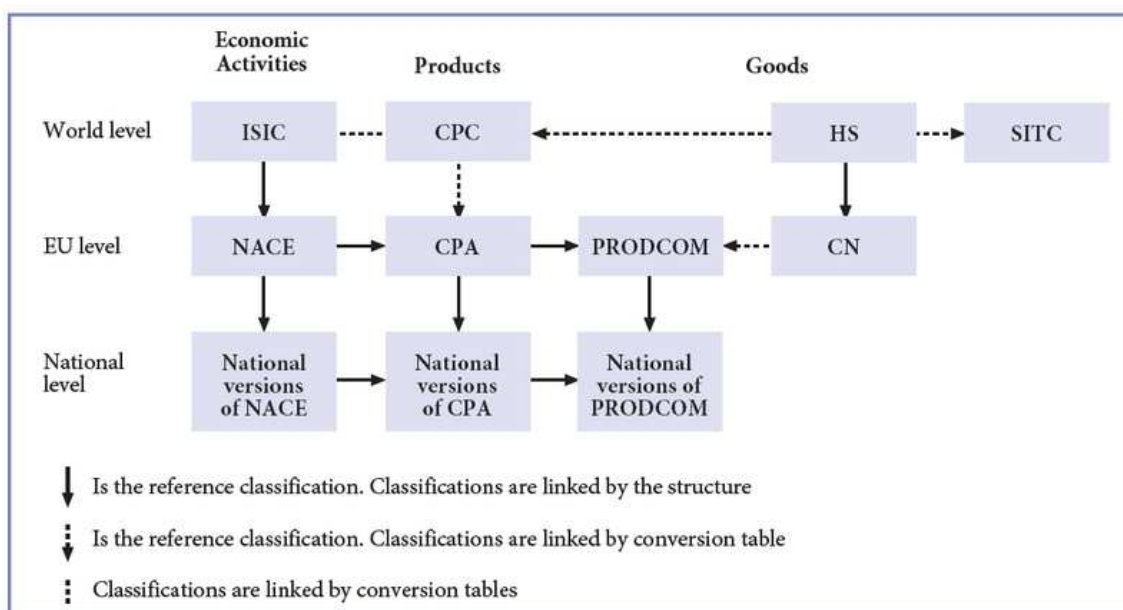 Economic
Activities
Products
Goods
World level
ISIC
CPC
HS
SITC
EU level
NACE
CPA
PRODCOM
CN
National
level
National
versions
of NACE
National
versions
of CPA
National
versions of
PRODCOM
Is the reference classification. Classifications are linked by the structure
Is the reference classification. Classifications are linked by conversion table
Classifications are linked by conversion tables